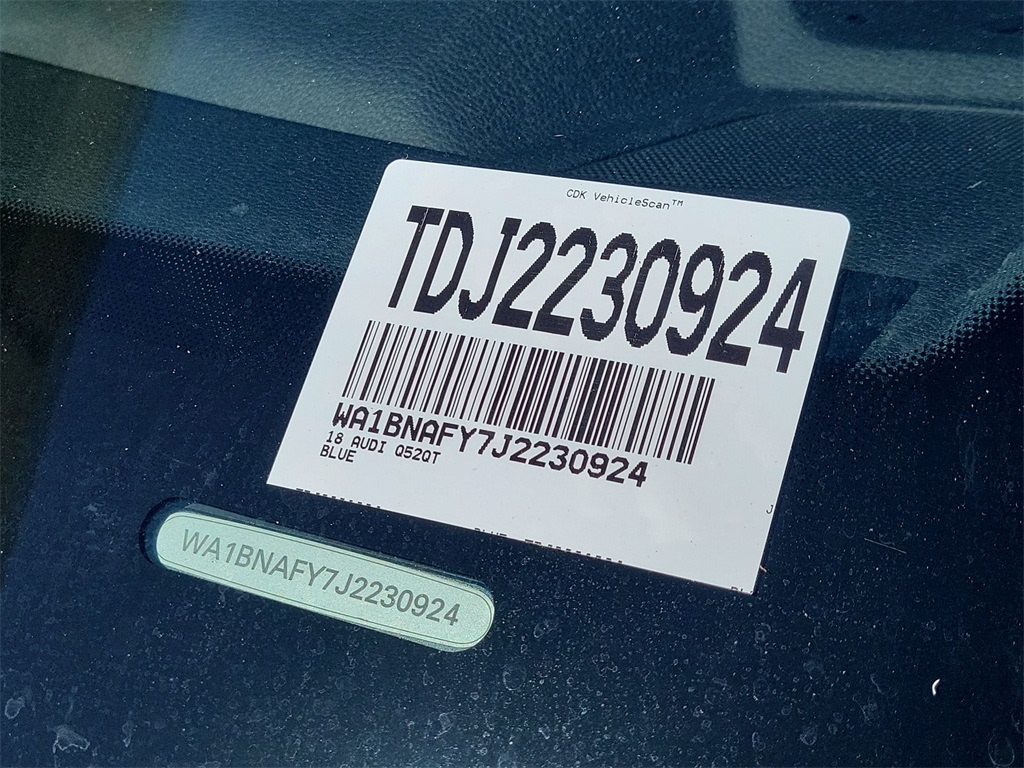 CDK VehicleScan™
TDJ2230924
WA1BNAFY7J2230924
18 AUDI Q52QT
BLUE
J
WA1BNAFY7J2230924